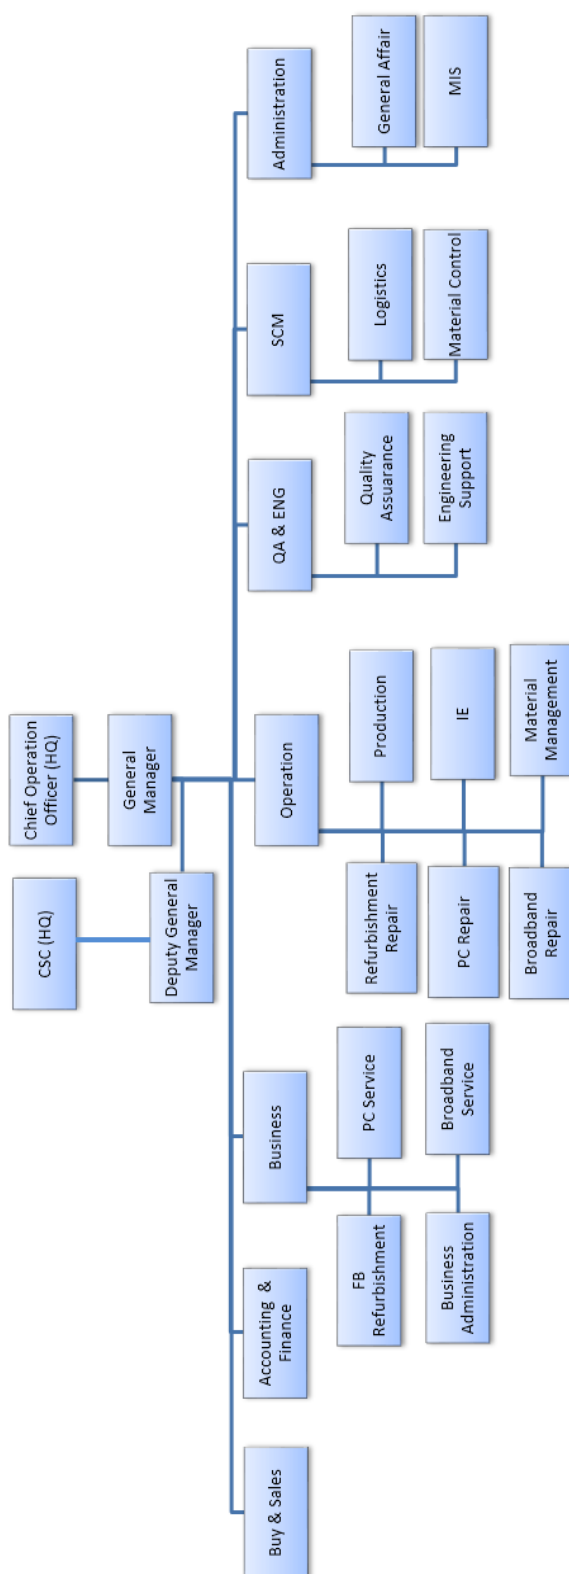 CSC (HQ)
Chief Operation
Officer (HQ)
General
Manager
Deputy General
Manager
Buy & Sales
Accounting &
Finance
Business
Operation
QA & ENG
SCM
Administration
FB
Refurbishment
PC Service
Business
Administration
Broadband
Service
Refurbishment
Repair
Production
PC Repair
IE
Broadband
Repair
Material
Management
Quality
Assuarance
Engineering
Support
Logistics
Material Control
General Affair
MIS